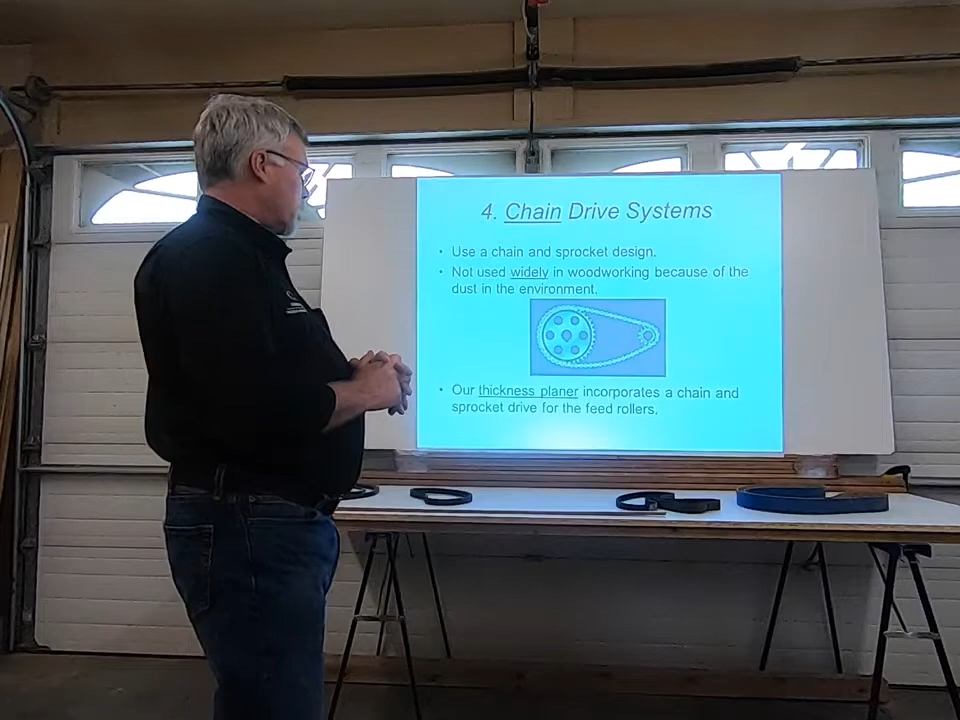 4. Chain Drive Systems
• Use a chain and sprocket design.
• Not used widely in woodworking because of the
dust in the environment.
• Our thickness planer incorporates a chain and
sprocket drive for the feed rollers.